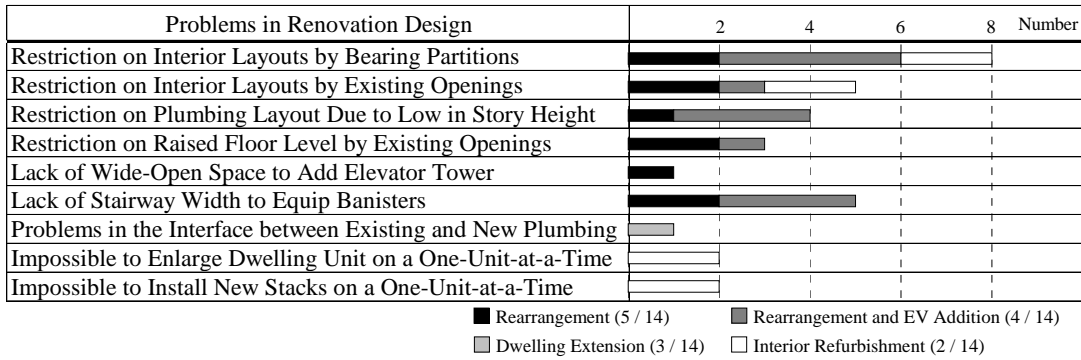 Problems in Renovation Design 2 4 6 8 Number
Restriction on Interior Layouts by Bearing Partitions
Restriction on Interior Layouts by Existing Openings
Restriction on Plumbing Layout Due to Low in Story Height
Restriction on Raised Floor Level by Existing Openings
Lack of Wide-Open Space to Add Elevator Tower
Lack of Stairway Width to Equip Banisters
Problems in the Interface between Existing and New Plumbing
Impossible to Enlarge Dwelling Unit on a One-Unit-at-a-Time
Impossible to Install New Stacks on a One-Unit-at-a-Time
Rearrangement (5 / 14) Rearrangement and EV Addition (4 / 14)
Dwelling Extension (3 / 14) Interior Refurbishment (2 / 14)